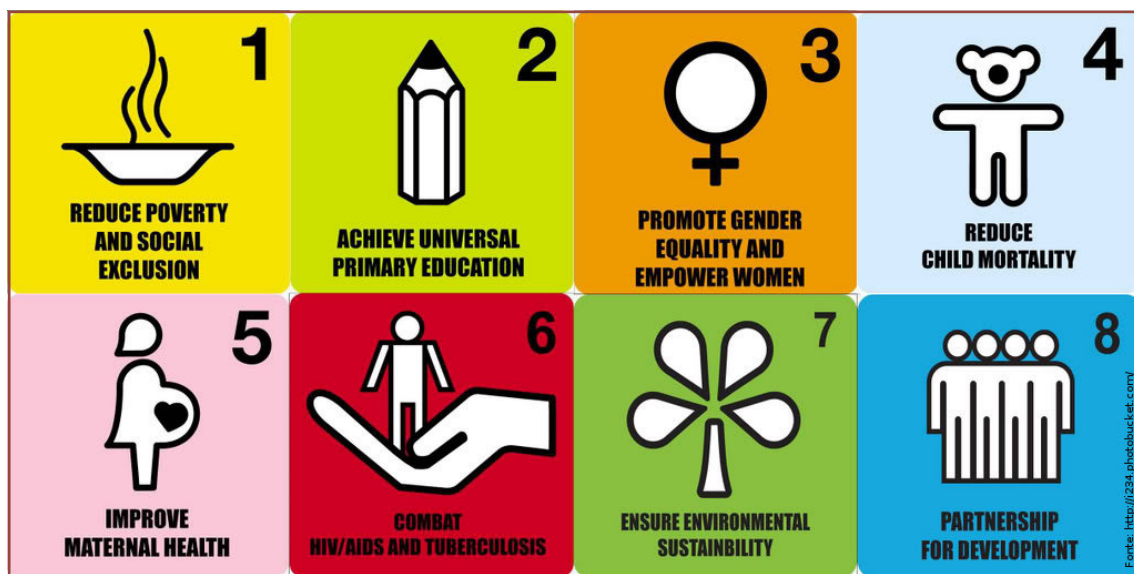 1
REDUCE POVERTY
AND SOCIAL
EXCLUSION
2
ACHIEVE UNIVERSAL
PRIMARY EDUCATION
3
PROMOTE GENDER
EQUALITY AND
EMPOWER WOMEN
4
REDUCE
CHILD MORTALITY
5
IMPROVE
MATERNAL HEALTH
6
COMBAT
HIV/AIDS AND TUBERCULOSIS
7
ENSURE ENVIRONMENTAL
SUSTAINBILITY
8
PARTNERSHIP
FOR DEVELOPMENT
Fonte: http://i234.photobucket.com/